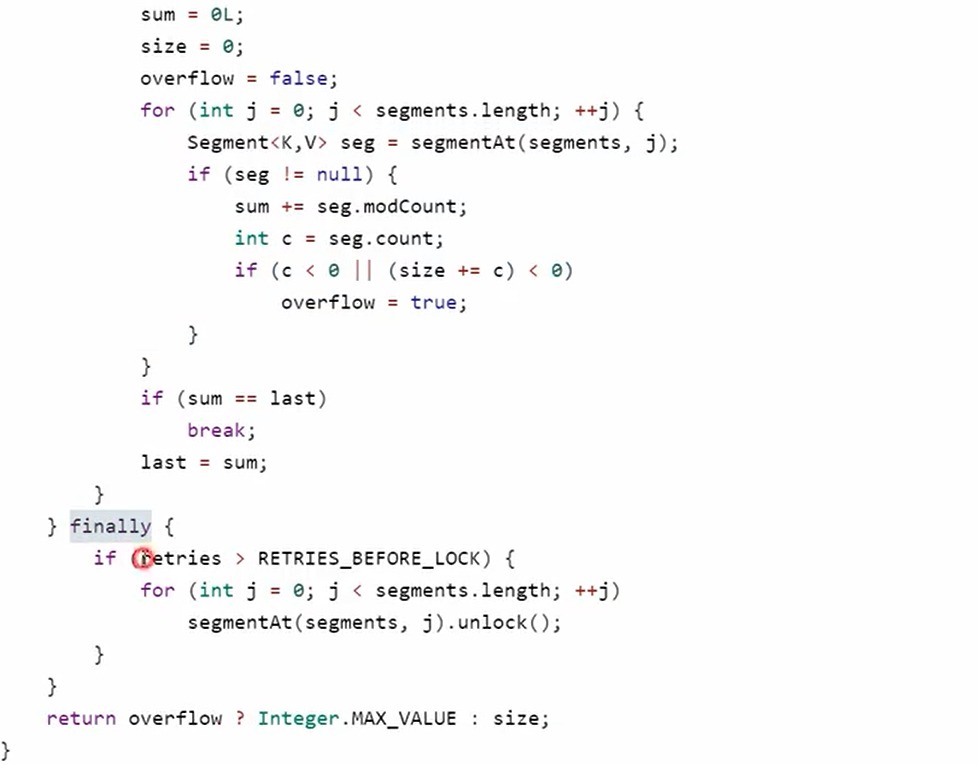 sum = 0L;
size = 0;
overflow = false;
for (int j = 0; j < segments.length; ++j) {
Segment<K,V> seg = segmentAt(segments, j);
if (seg != null) {
sum += seg.modCount;
int c = seg.count;
if (c < 0 || (size += c) < 0)
overflow = true;
}
}
if (sum == last)
break;
last = sum;
}
} finally {
if (retries > RETRIES_BEFORE_LOCK) {
for (int j = 0; j < segments.length; ++j)
segmentAt(segments, j).unlock();
}
}
return overflow ? Integer.MAX_VALUE : size;
}